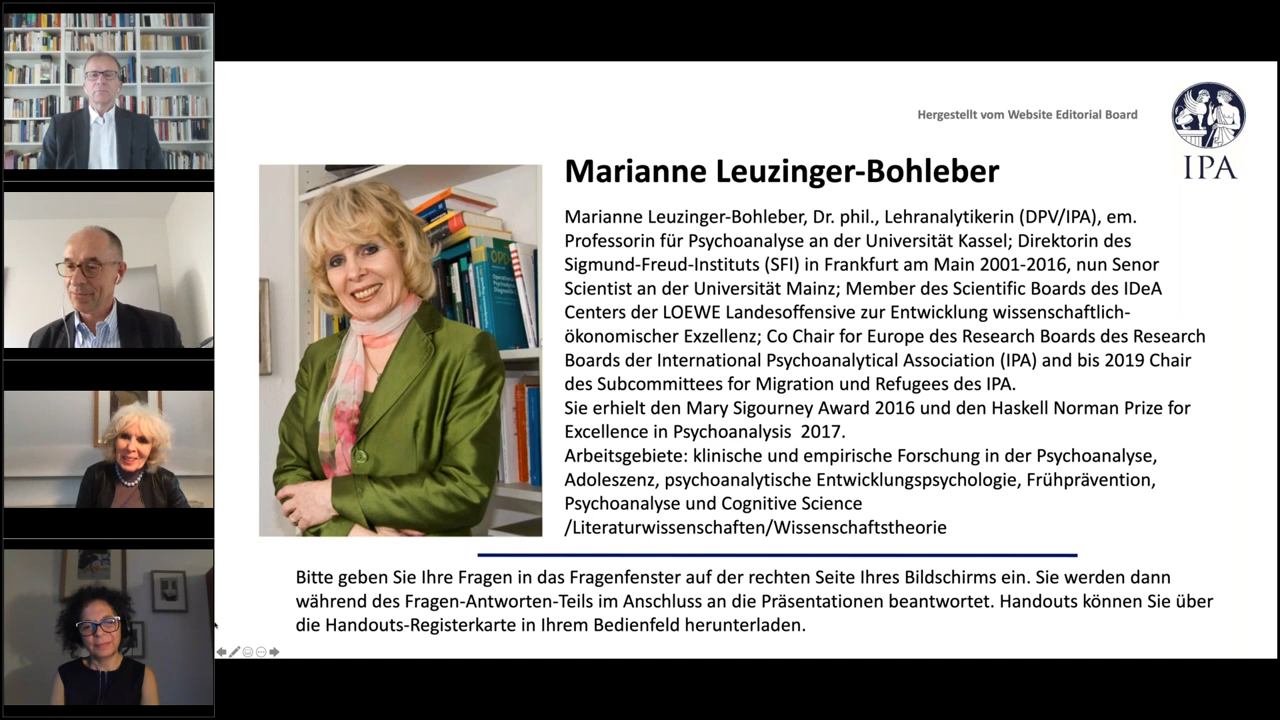 Hergestellt vom Website Editorial Board
IPA
Marianne Leuzinger-Bohleber
Marianne Leuzinger-Bohleber, Dr. phil., Lehranalytikerin (DPV/IPA), em.
Professorin für Psychoanalyse an der Universität Kassel; Direktorin des
Sigmund-Freud-Instituts (SFI) in Frankfurt am Main 2001-2016, nun Senor
Scientist an der Universität Mainz; Member des Scientific Boards des IDeA
Centers der LOEWE Landesoffensive zur Entwicklung wissenschaftlich-
ökonomischer Exzellenz; Co Chair for Europe des Research Boards des Research
Boards der International Psychoanalytical Association (IPA) and bis 2019 Chair
des Subcommittees for Migration und Refugees des IPA.
Sie erhielt den Mary Sigourney Award 2016 und den Haskell Norman Prize for
Excellence in Psychoanalysis 2017.
Arbeitsgebiete: klinische und empirische Forschung in der Psychoanalyse,
Adoleszenz, psychoanalytische Entwicklungspsychologie, Frühprävention,
Psychoanalyse und Cognitive Science
/Literaturwissenschaften/Wissenschaftstheorie
Bitte geben Sie Ihre Fragen in das Fragenfenster auf der rechten Seite Ihres Bildschirms ein. Sie werden dann
während des Fragen-Antworten-Teils im Anschluss an die Präsentationen beantwortet. Handouts können Sie über
die Handouts-Registerkarte in Ihrem Bedienfeld herunterladen.